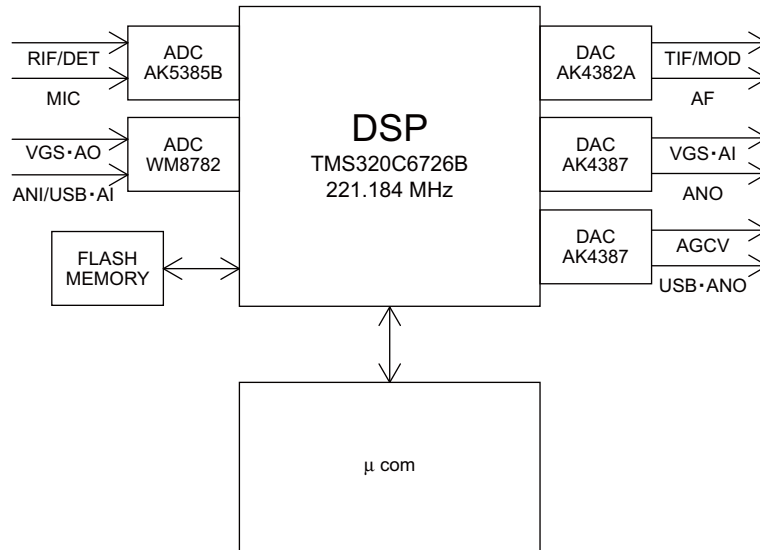 RIF/DET
MIC
ADC
AK5385B
VGS・AO
ANI/USB・AI
ADC
WM8782
FLASH
MEMORY
DSP
TMS320C6726B
221.184 MHz
DAC
AK4382A
TIF/MOD
AF
DAC
AK4387
VGS・AI
ANO
DAC
AK4387
AGCV
USB・ANO
μ com